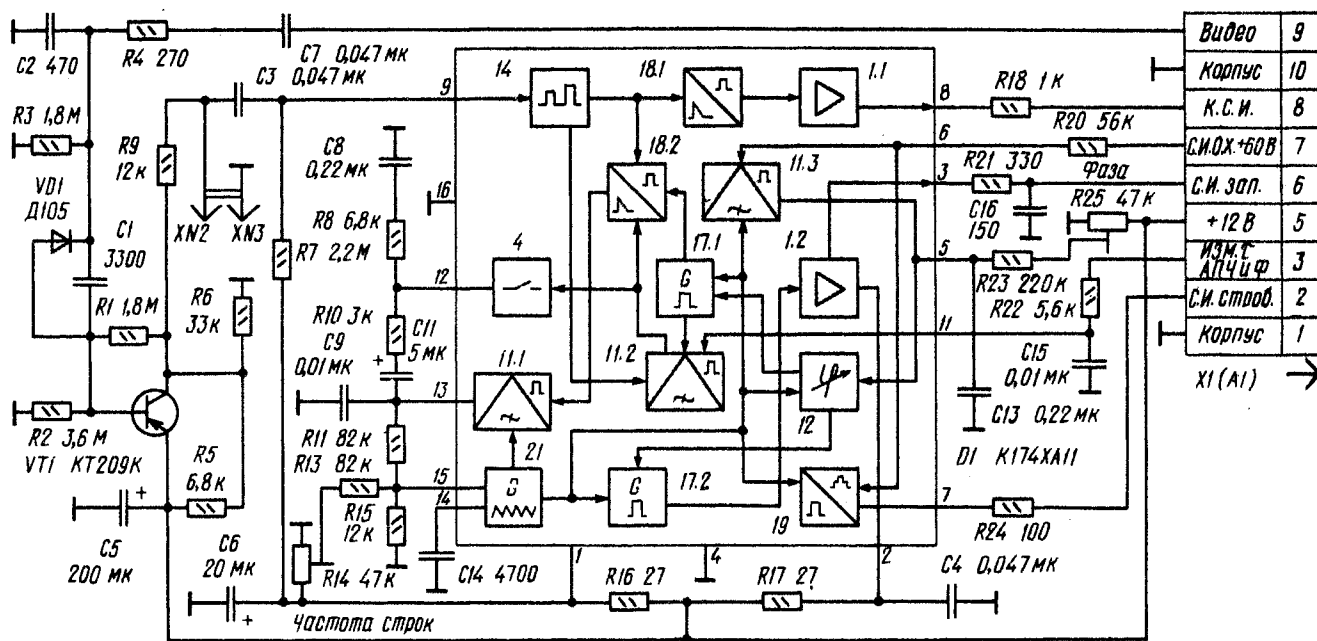 C2 470
R4 270
C7 0,047 мк
C3 0,047 мк
R3 1,8 М
R9
12 к
VD1
Д105
C1
3300
XN2
XN3
R7 2,2 М
R1 1,8 М
R6
33 к
R2 3,6 М
VT1 КТ209К
R5
6,8 к
C5
200 мк
C6
20 мк
C8
0,22 мк
R8 6,8 к
R10 3 к
C9
0,01 мк
C11
5 мк
R11 82 к
R13 82 к
R15
12 к
R14 47 к
C14 4700
Частота строк
R16 27
R17 27
C4 0,047 мк
9
16
12
13
15
14
1
4
2
8
6
3
5
11
7
14
18.1
1.1
18.2
11.3
4
17.1
G
1.2
11.1
11.2
φ
12
21
G
G
17.2
19
R18 1 к
R20 56 к
R21 330
Фаза
C16
150
R25 47 к
R23 220 к
R22 5,6 к
C15
0,01 мк
C13 0,22 мк
D1 К174ХА11
R24 100
Видео 9
Корпус 10
К.С.И. 8
С.И.ОХ.+60 В 7
С.И. зап. 6
+12 В 5
ИЗМ.Т. АПЧиФ 3
С.И. строб. 2
Корпус 1
X1 (A1)